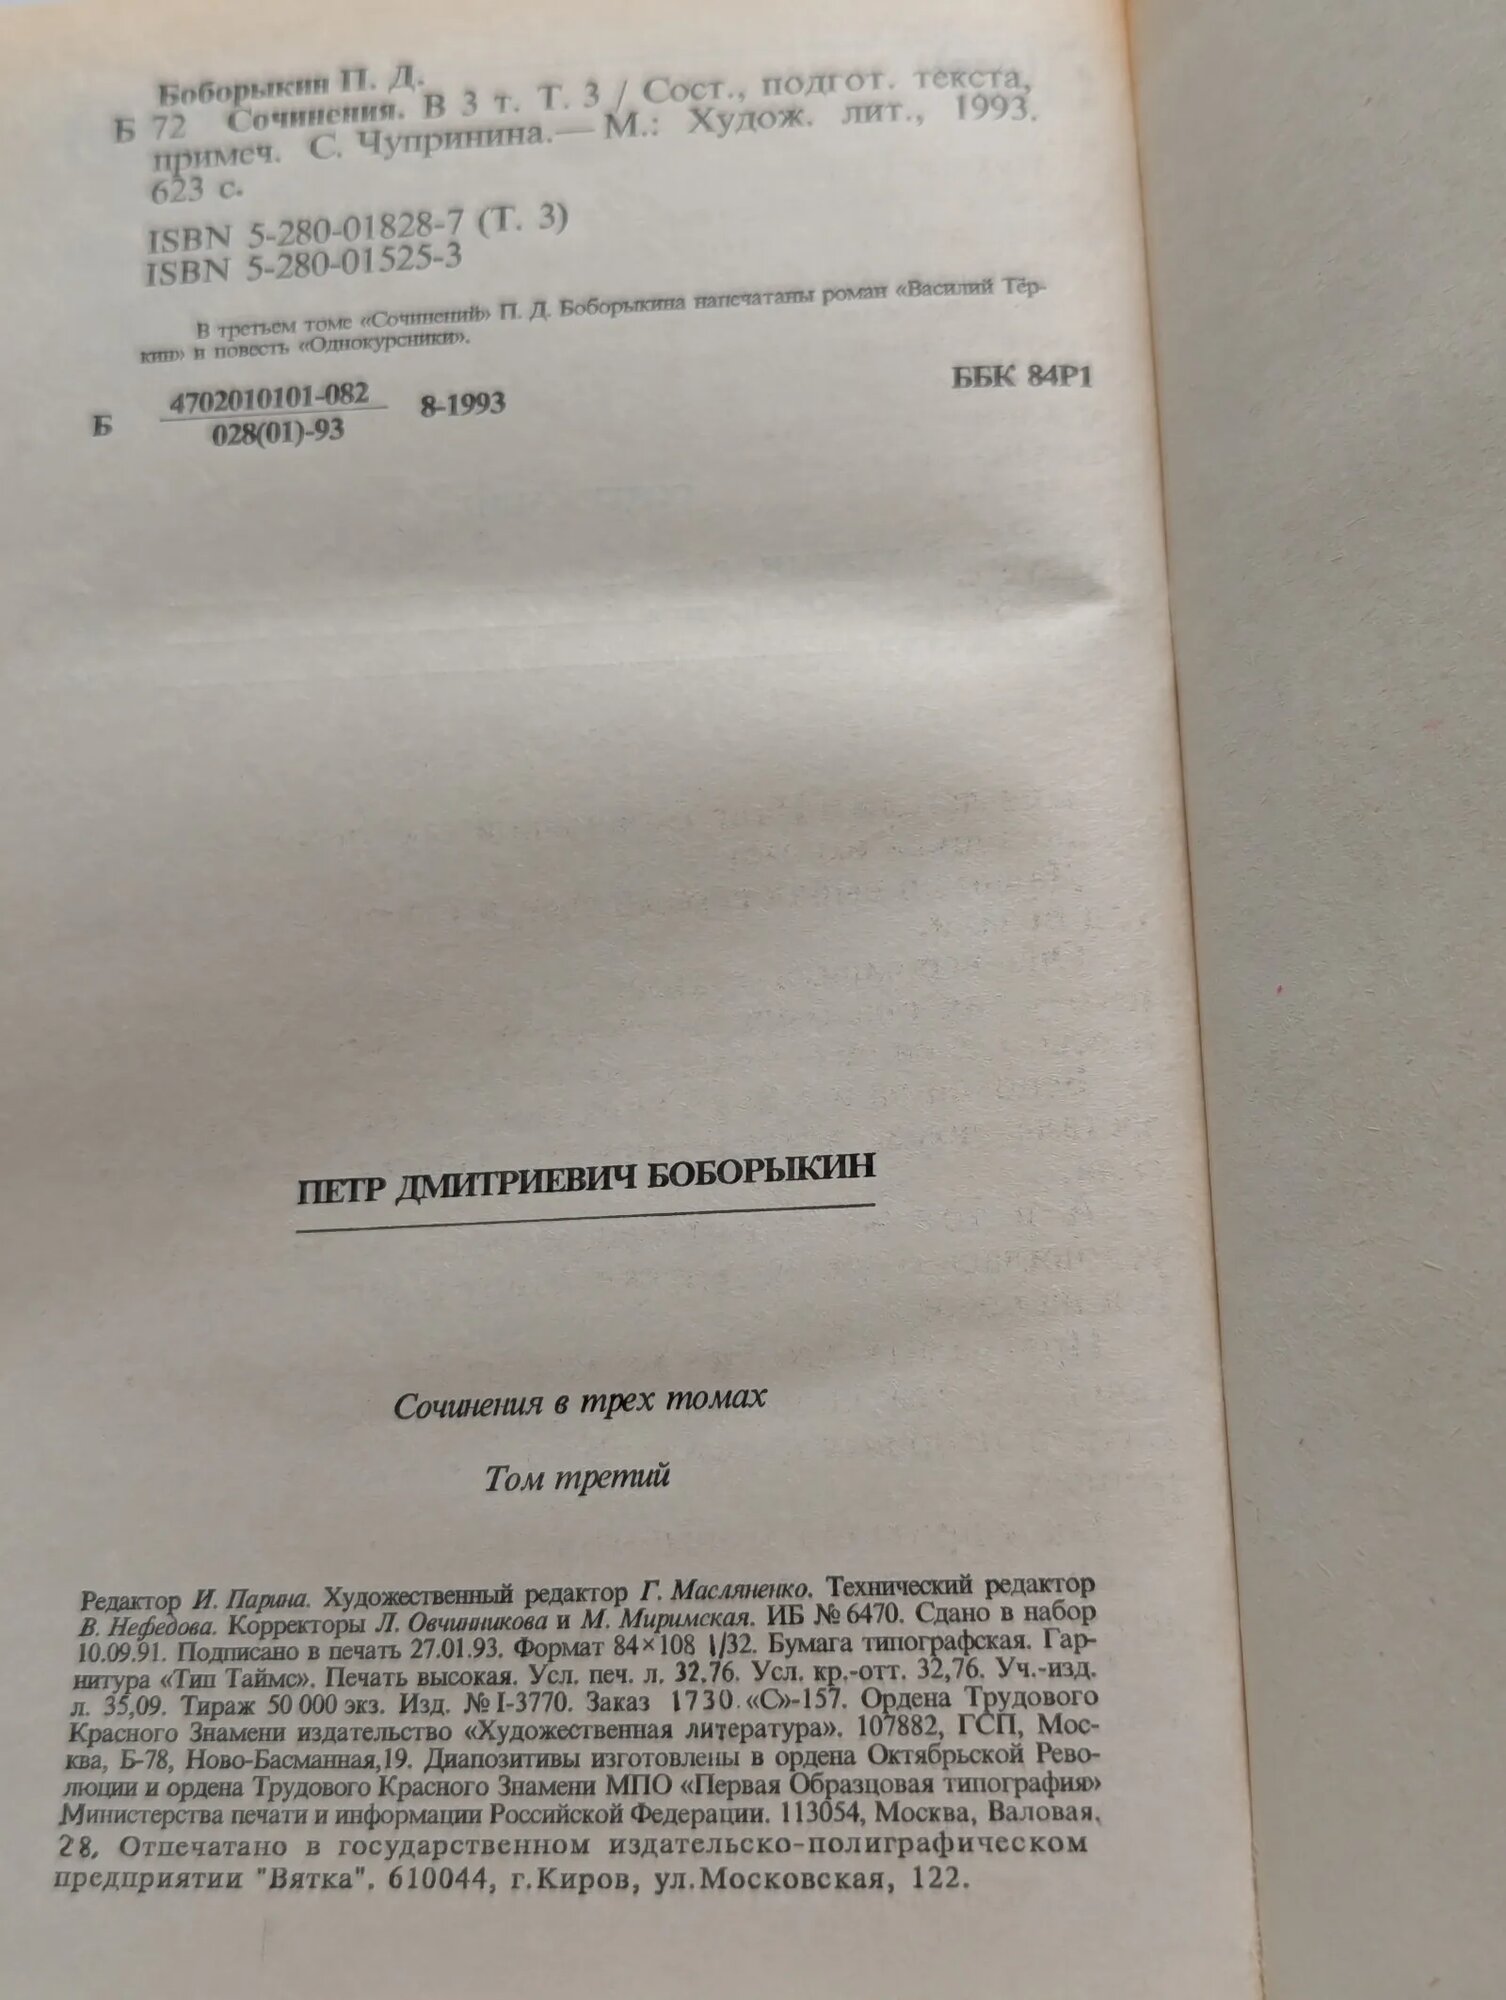 Боборыкин П. Д.
Б 72 Сочинения. В 3 т. Т. 3 / Сост., подгот. текста,
примеч. С. Чупринина.— М.: Худож. лит., 1993.
623 с.
ISBN 5-280-01828-7 (Т. 3)
ISBN 5-280-01525-3
В третьем томе «Сочинений» П. Д. Боборыкина напечатаны роман «Василий Тёр-
кин» и повесть «Однокурсники».
Б 4702010101-082 8-1993 ББК 84Р1
028(01)-93
ПЕТР ДМИТРИЕВИЧ БОБОРЫКИН
Сочинения в трех томах
Том третий
Редактор И. Парина. Художественный редактор Г. Масляненко. Технический редактор
В. Нефедова. Корректоры Л. Овчинникова и М. Миримская. ИБ № 6470. Сдано в набор
10.09.91. Подписано в печать 27.01.93. Формат 84×108 1/32. Бумага типографская. Гар-
нитура «Тип Таймс». Печать высокая. Усл. печ. л. 32,76. Усл. кр.-отт. 32,76. Уч.-изд.
л. 35,09. Тираж 50 000 экз. Изд. № I-3770. Заказ 1730 «С»-157. Ордена Трудового
Красного Знамени издательство «Художественная литература». 107882, ГСП, Мос-
ква, Б-78, Ново-Басманная,19. Диапозитивы изготовлены в ордена Октябрьской Рево-
люции и ордена Трудового Красного Знамени МПО «Первая Образцовая типография»
Министерства печати и информации Российской Федерации. 113054, Москва, Валовая,
28. Отпечатано в государственном издательско-полиграфическом
предприятии "Вятка". 610044, г.Киров, ул.Московская, 122.